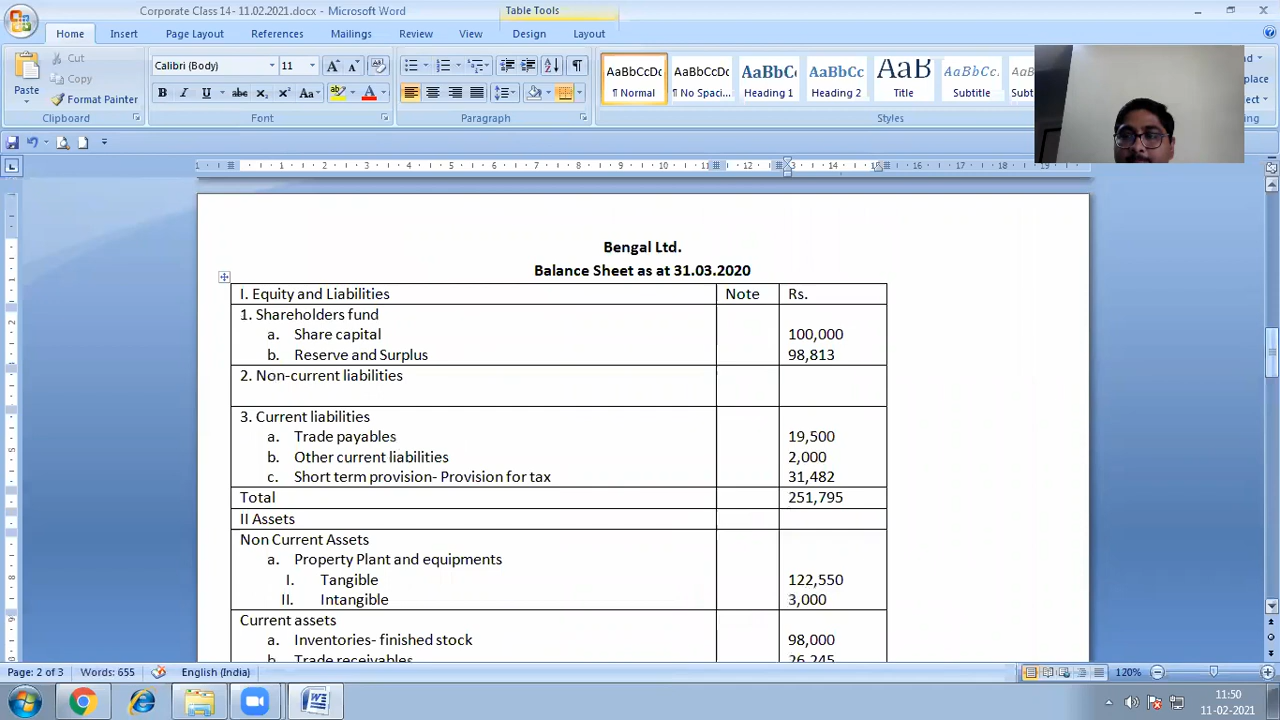 Corporate Class 14- 11.02.2021.docx - Microsoft Word
Table Tools
Home Insert Page Layout References Mailings Review View Design Layout
Cut
Copy
Format Painter
Paste
Calibri (Body) 11
AaBbCcDc AaBbCcDc AaBbC AaBbCc AaB AaBbCcL
¶ Normal ¶ No Spaci... Heading 1 Heading 2 Title Subtitle
Clipboard Font Paragraph Styles
Bengal Ltd.
Balance Sheet as at 31.03.2020
I. Equity and Liabilities Note Rs.
1. Shareholders fund
a. Share capital 100,000
b. Reserve and Surplus 98,813
2. Non-current liabilities
3. Current liabilities
a. Trade payables 19,500
b. Other current liabilities 2,000
c. Short term provision- Provision for tax 31,482
Total 251,795
II Assets
Non Current Assets
a. Property Plant and equipments
I. Tangible 122,550
II. Intangible 3,000
Current assets
a. Inventories- finished stock 98,000
b. Trade receivables 26,245
Page: 2 of 3 Words: 655 English (India) 120%
11:50
11-02-2021